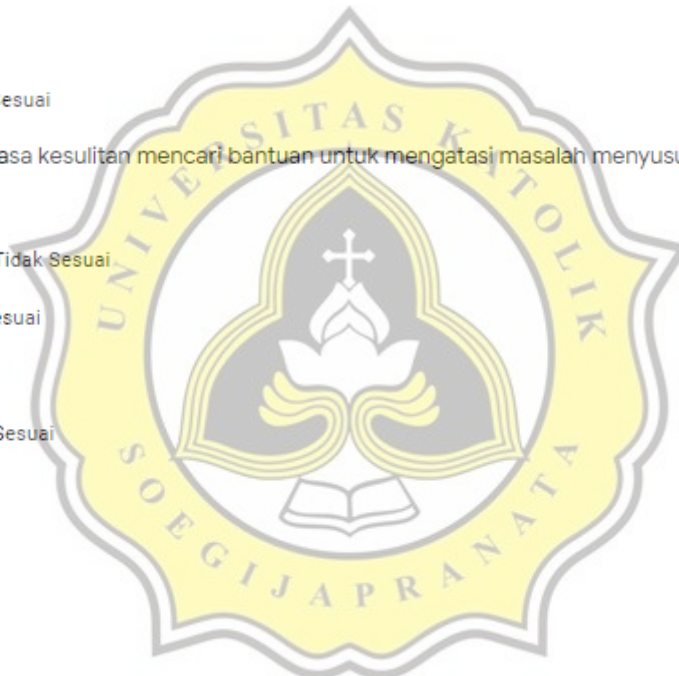 esuai
asa kesulitan mencari bantuan untuk mengatasi masalah menyusu
Tidak Sesuai
esuai
Sesuai
UNIVERSITAS KATOLIK
SOEGIJAPRANATA